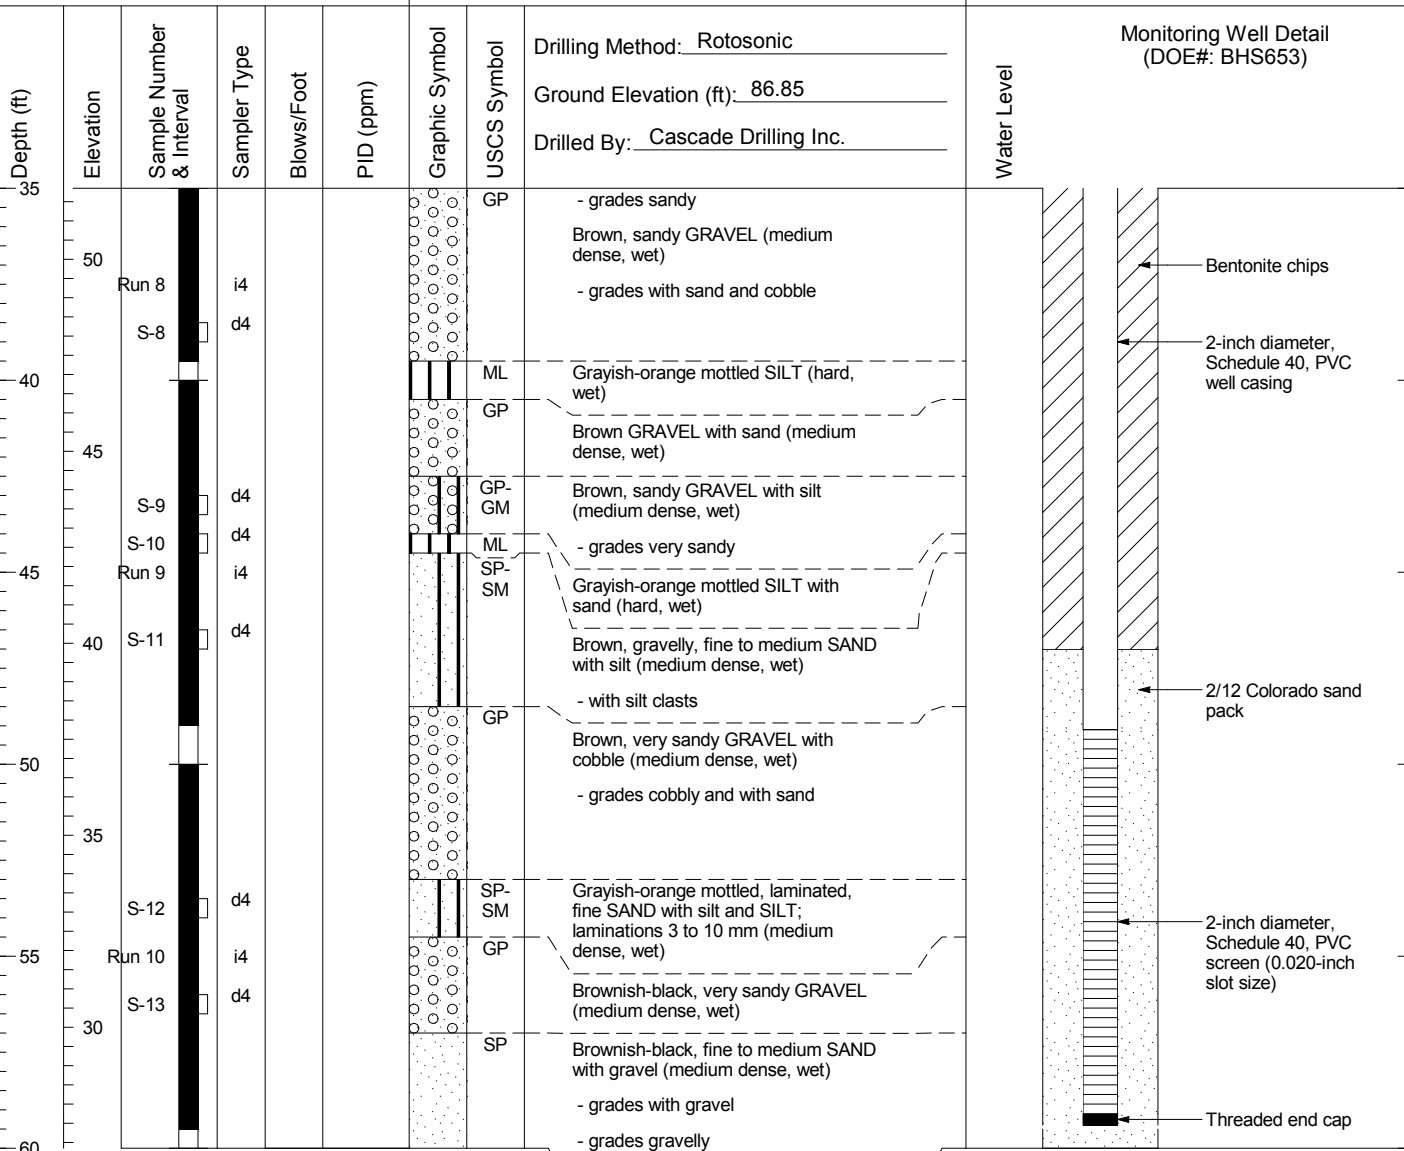 Depth (ft)
Elevation
Sample Number
& Interval
Sampler Type
Blows/Foot
PID (ppm)
Graphic Symbol
USCS Symbol
Drilling Method: Rotosonic
Ground Elevation (ft): 86.85
Drilled By: Cascade Drilling Inc.
Water Level
Monitoring Well Detail
(DOE#: BHS653)
35
GP
- grades sandy
Brown, sandy GRAVEL (medium
dense, wet)
50
Bentonite chips
Run 8
i4
- grades with sand and cobble
S-8
d4
2-inch diameter,
Schedule 40, PVC
well casing
40
ML
Grayish-orange mottled SILT (hard,
wet)
GP
Brown GRAVEL with sand (medium
dense, wet)
45
GP-
GM
Brown, sandy GRAVEL with silt
(medium dense, wet)
S-9
d4
S-10
d4
ML
- grades very sandy
45
Run 9
i4
SP-
SM
Grayish-orange mottled SILT with
sand (hard, wet)
S-11
d4
40
Brown, gravelly, fine to medium SAND
with silt (medium dense, wet)
- with silt clasts
2/12 Colorado sand
pack
GP
Brown, very sandy GRAVEL with
cobble (medium dense, wet)
50
- grades cobbly and with sand
35
SP-
SM
Grayish-orange mottled, laminated,
fine SAND with silt and SILT;
laminations 3 to 10 mm (medium
dense, wet)
S-12
d4
2-inch diameter,
Schedule 40, PVC
screen (0.020-inch
slot size)
GP
55
Run 10
i4
Brownish-black, very sandy GRAVEL
(medium dense, wet)
S-13
d4
30
SP
Brownish-black, fine to medium SAND
with gravel (medium dense, wet)
- grades with gravel
Threaded end cap
- grades gravelly
60